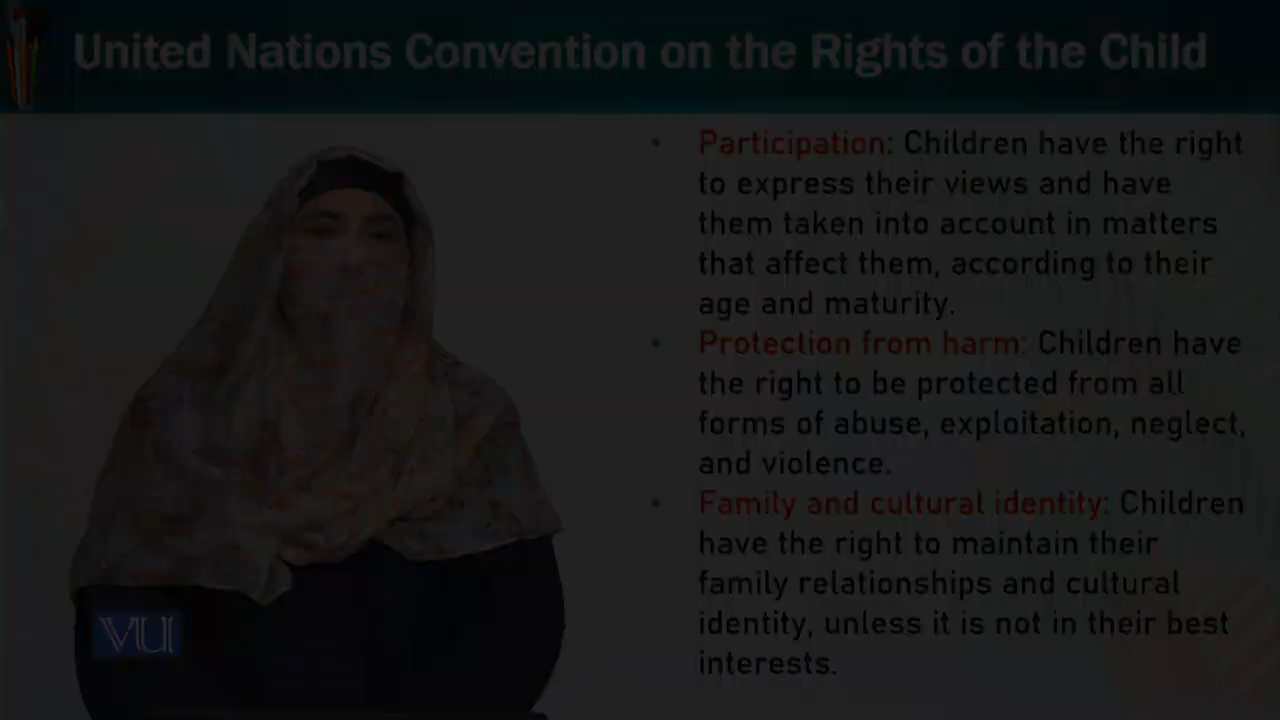 United Nations Convention on the Rights of the Child
• Participation: Children have the right
to express their views and have
them taken into account in matters
that affect them, according to their
age and maturity.
• Protection from harm: Children have
the right to be protected from all
forms of abuse, exploitation, neglect,
and violence.
• Family and cultural identity: Children
have the right to maintain their
family relationships and cultural
identity, unless it is not in their best
interests.
VU